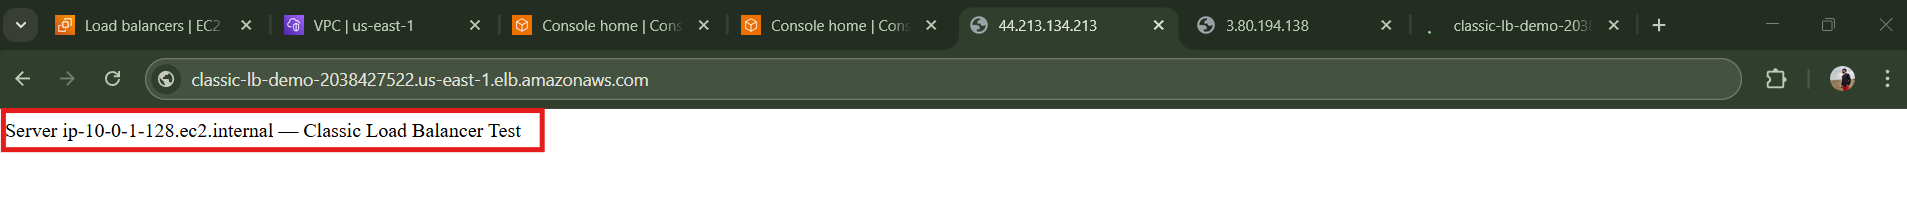 Load balancers | EC2
VPC | us-east-1
Console home | Cons
Console home | Cons
44.213.134.213
3.80.194.138
classic-lb-demo-2038
classic-lb-demo-2038427522.us-east-1.elb.amazonaws.com
Server ip-10-0-1-128.ec2.internal — Classic Load Balancer Test